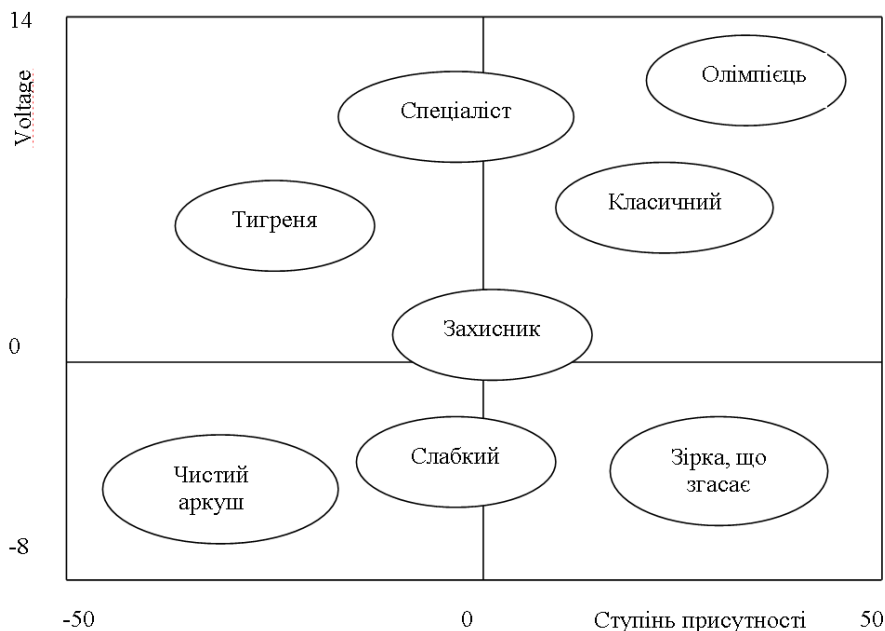 14
Voltage
Олімпієць
Спеціаліст
Класичний
Тигреня
Захисник
0
Слабкий
Зірка, що
згасає
Чистий
аркуш
-8
-50
0
Ступінь присутності
50